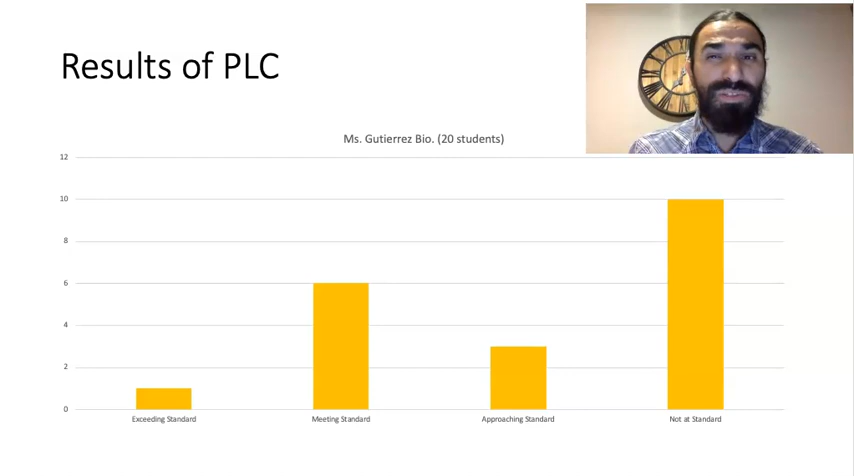 Results of PLC
Ms. Gutierrez Bio. (20 students)
12
10
8
6
4
2
0
Exceeding Standard
Meeting Standard
Approaching Standard
Not at Standard